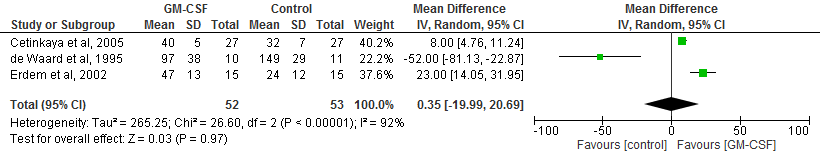 GM-CSF Control Mean Difference Mean Difference
Study or Subgroup Mean SD Total Mean SD Total Weight IV, Random, 95% CI IV, Random, 95% CI
Cetinkaya et al, 2005 40 5 27 32 7 27 40.2% 8.00 [4.76, 11.24]
de Waard et al, 1995 97 38 10 149 29 11 22.2% -52.00 [-81.13, -22.87]
Erdem et al, 2002 47 13 15 24 12 15 37.6% 23.00 [14.05, 31.95]
Total (95% CI) 52 53 100.0% 0.35 [-19.99, 20.69]
Heterogeneity: Tau² = 265.25; Chi² = 26.60, df = 2 (P < 0.00001); I² = 92%
Test for overall effect: Z = 0.03 (P = 0.97)
-100 -50 0 50 100
Favours [control] Favours [GM-CSF]